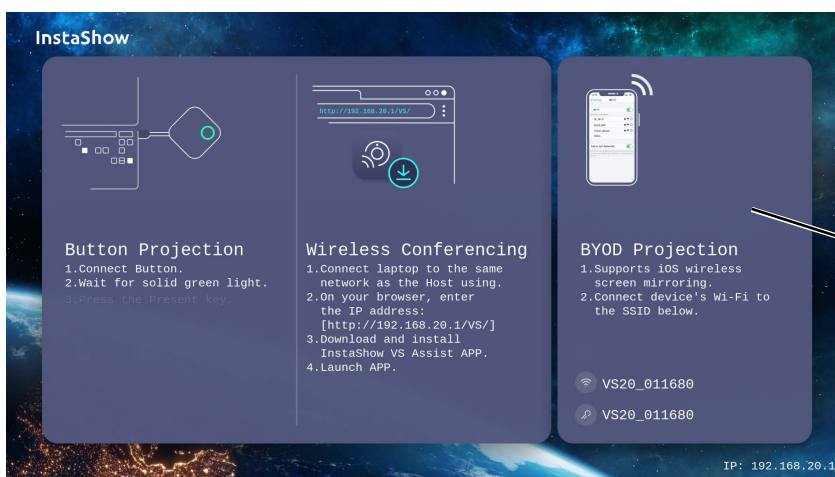 InstaShow
http://192.168.20.1/VS/
Button Projection
1.Connect Button.
2.Wait for solid green light.
3.Press the Present key.
Wireless Conferencing
1.Connect laptop to the same
network as the Host using.
2.On your browser, enter
the IP address:
[http://192.168.20.1/VS/]
3.Download and install
InstaShow VS Assist APP.
4.Launch APP.
BYOD Projection
1.Supports iOS wireless
screen mirroring.
2.Connect device's Wi-Fi to
the SSID below.
VS20_011680
VS20_011680
IP: 192.168.20.1